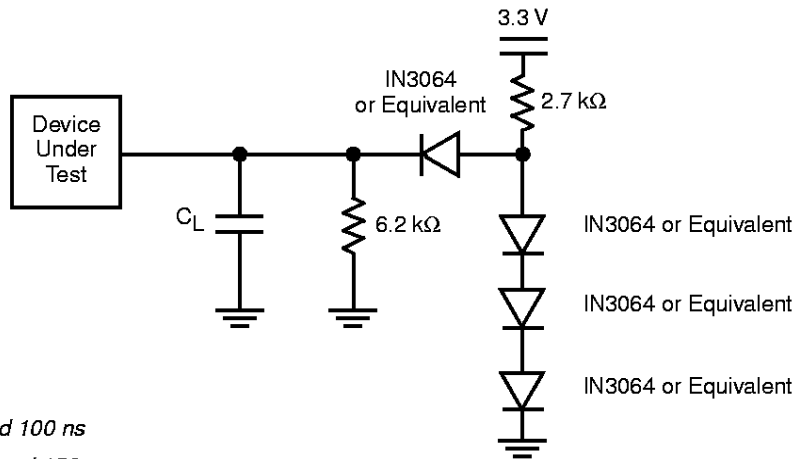 3.3 V
IN3064
or Equivalent
2.7 kΩ
Device
Under
Test
CL
6.2 kΩ
IN3064 or Equivalent
IN3064 or Equivalent
IN3064 or Equivalent
100 ns